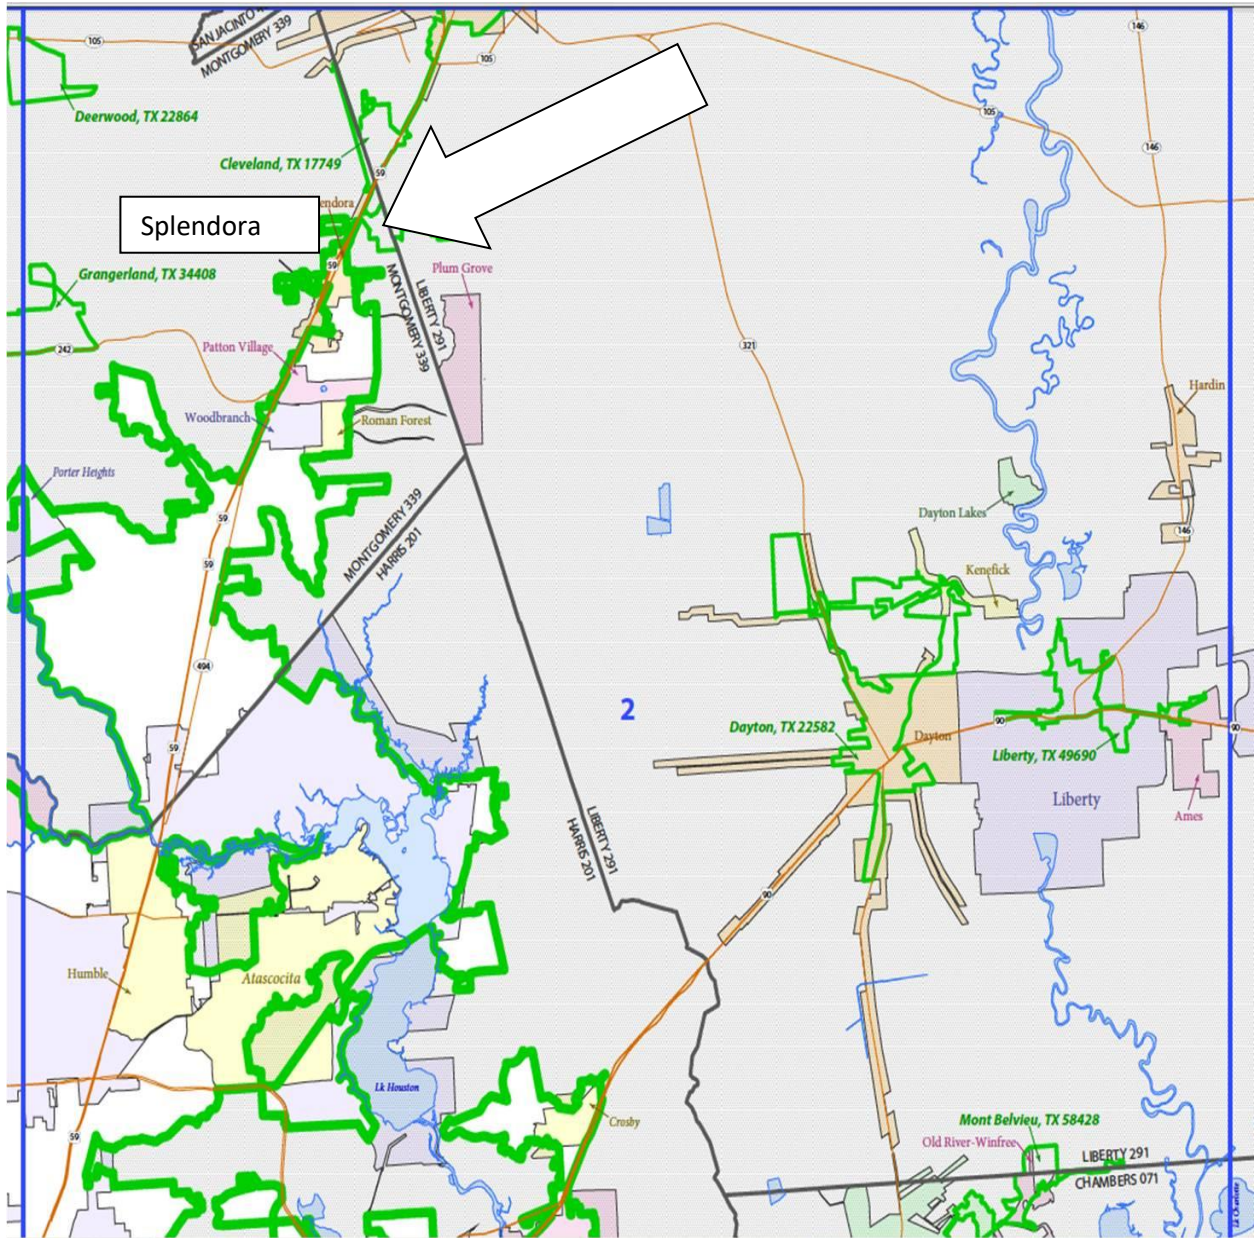 SAN JACINTO
MONTGOMERY 339
105
105
146
Deerwood, TX 22864
105
Cleveland, TX 17749
146
59
endora
Splendora
59
Grangerland, TX 34408
Plum Grove
LIBERTY 291
MONTGOMERY 339
242
Patton Village
321
Hardin
Woodbranch
Roman Forest
Porter Heights
MONTGOMERY 339
HARRIS 201
59
Dayton Lakes
146
59
Kenefick
494
2
Dayton, TX 22582
Dayton
90
90
59
Liberty, TX 49690
Liberty
Ames
LIBERTY 291
HARRIS 201
90
Humble
Atascocita
Lk Houston
Crosby
59
Mont Belvieu, TX 58428
Old River-Winfree
LIBERTY 291
CHAMBERS 071
Lk Charlotte